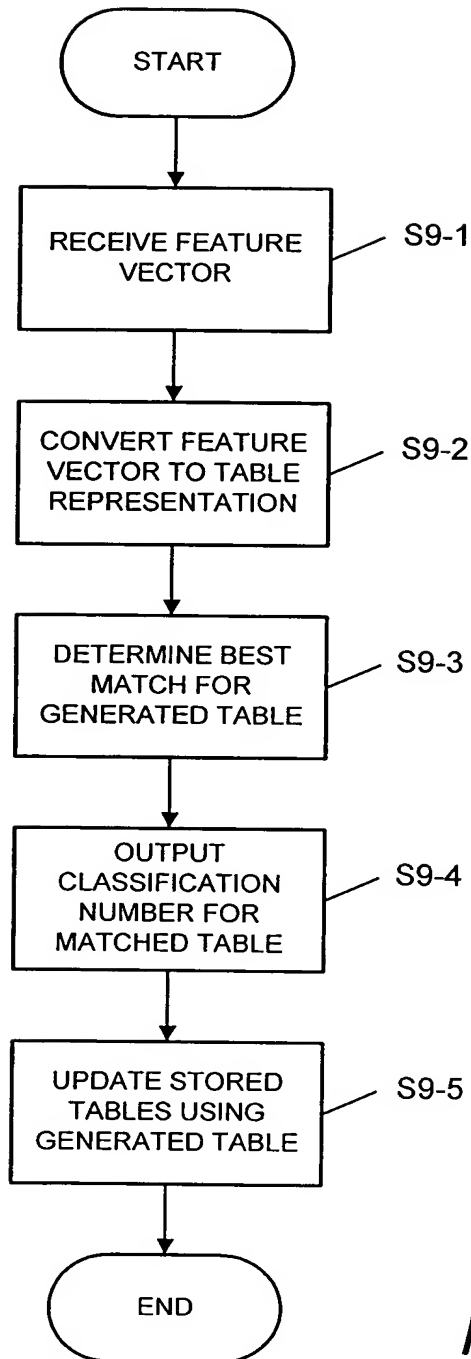 START
RECEIVE FEATURE
VECTOR
S9-1
CONVERT FEATURE
VECTOR TO TABLE
REPRESENTATION
S9-2
DETERMINE BEST
MATCH FOR
GENERATED TABLE
S9-3
OUTPUT
CLASSIFICATION
NUMBER FOR
MATCHED TABLE
S9-4
UPDATE STORED
TABLES USING
GENERATED TABLE
S9-5
END